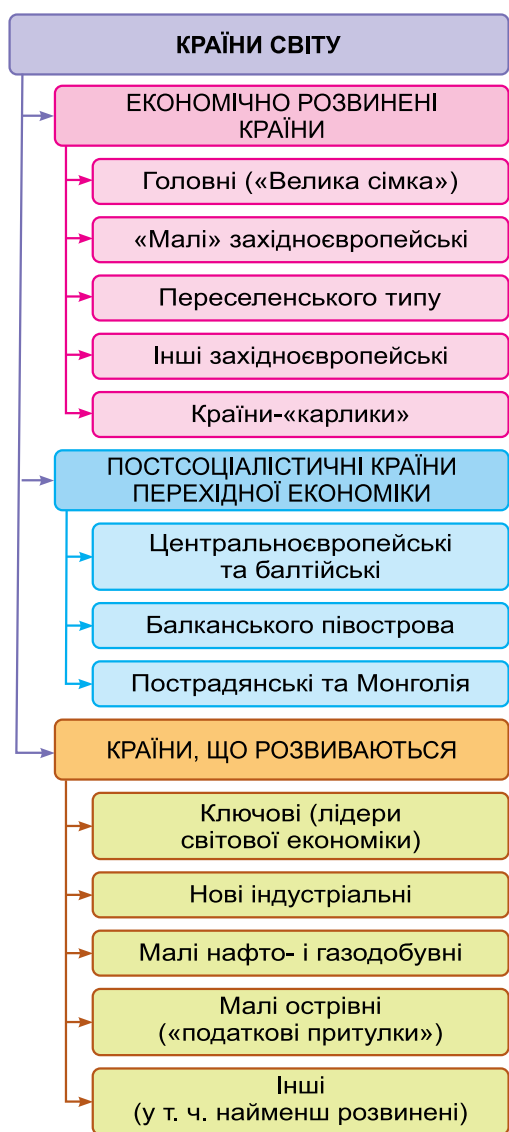 КРАЇНИ СВІТУ
ЕКОНОМІЧНО РОЗВИНЕНІ
КРАЇНИ
Головні («Велика сімка»)
«Малі» західноєвропейські
Переселенського типу
Інші західноєвропейські
Країни-«карлики»
ПОСТСОЦІАЛІСТИЧНІ КРАЇНИ
ПЕРЕХІДНОЇ ЕКОНОМІКИ
Центральноєвропейські
та балтійські
Балканського півострова
Пострадянські та Монголія
КРАЇНИ, ЩО РОЗВИВАЮТЬСЯ
Ключові (лідери
світової економіки)
Нові індустріальні
Малі нафто- і газодобувні
Малі острівні
(«податкові притулки»)
Інші
(у т. ч. найменш розвинені)